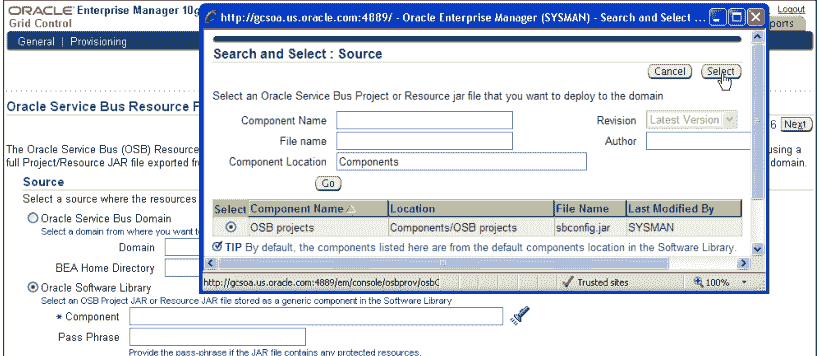 ORACLE Enterprise Manager 10g
Grid Control
Logout
General | Provisioning
http://gcsoa.us.oracle.com:4889/ - Oracle Enterprise Manager (SYSMAN) - Search and Select ...
Search and Select : Source
Cancel Select
Select an Oracle Service Bus Project or Resource jar file that you want to deploy to the domain
Component Name
Revision Latest Version
File name
Author
Component Location Components
Go
Select Component Name Location File Name Last Modified By
OSB projects Components/OSB projects sbconfig.jar SYSMAN
TIP By default, the components listed here are from the default components location in the Software Library.
http://gcsoa.us.oracle.com:4889/em/console/osbprov/osbC
Trusted sites
100%
Oracle Service Bus Resource
6 Next
The Oracle Service Bus (OSB) Resource
using a
full Project/Resource JAR file exported
domain.
Source
Select a source where the resources
Oracle Service Bus Domain
Select a domain from where you want
Domain
BEA Home Directory
Oracle Software Library
Select an OSB Project JAR or Resource JAR file stored as a generic component in the Software Library
* Component
Pass Phrase
Provide the pass-phrase if the JAR file contains any protected resources.